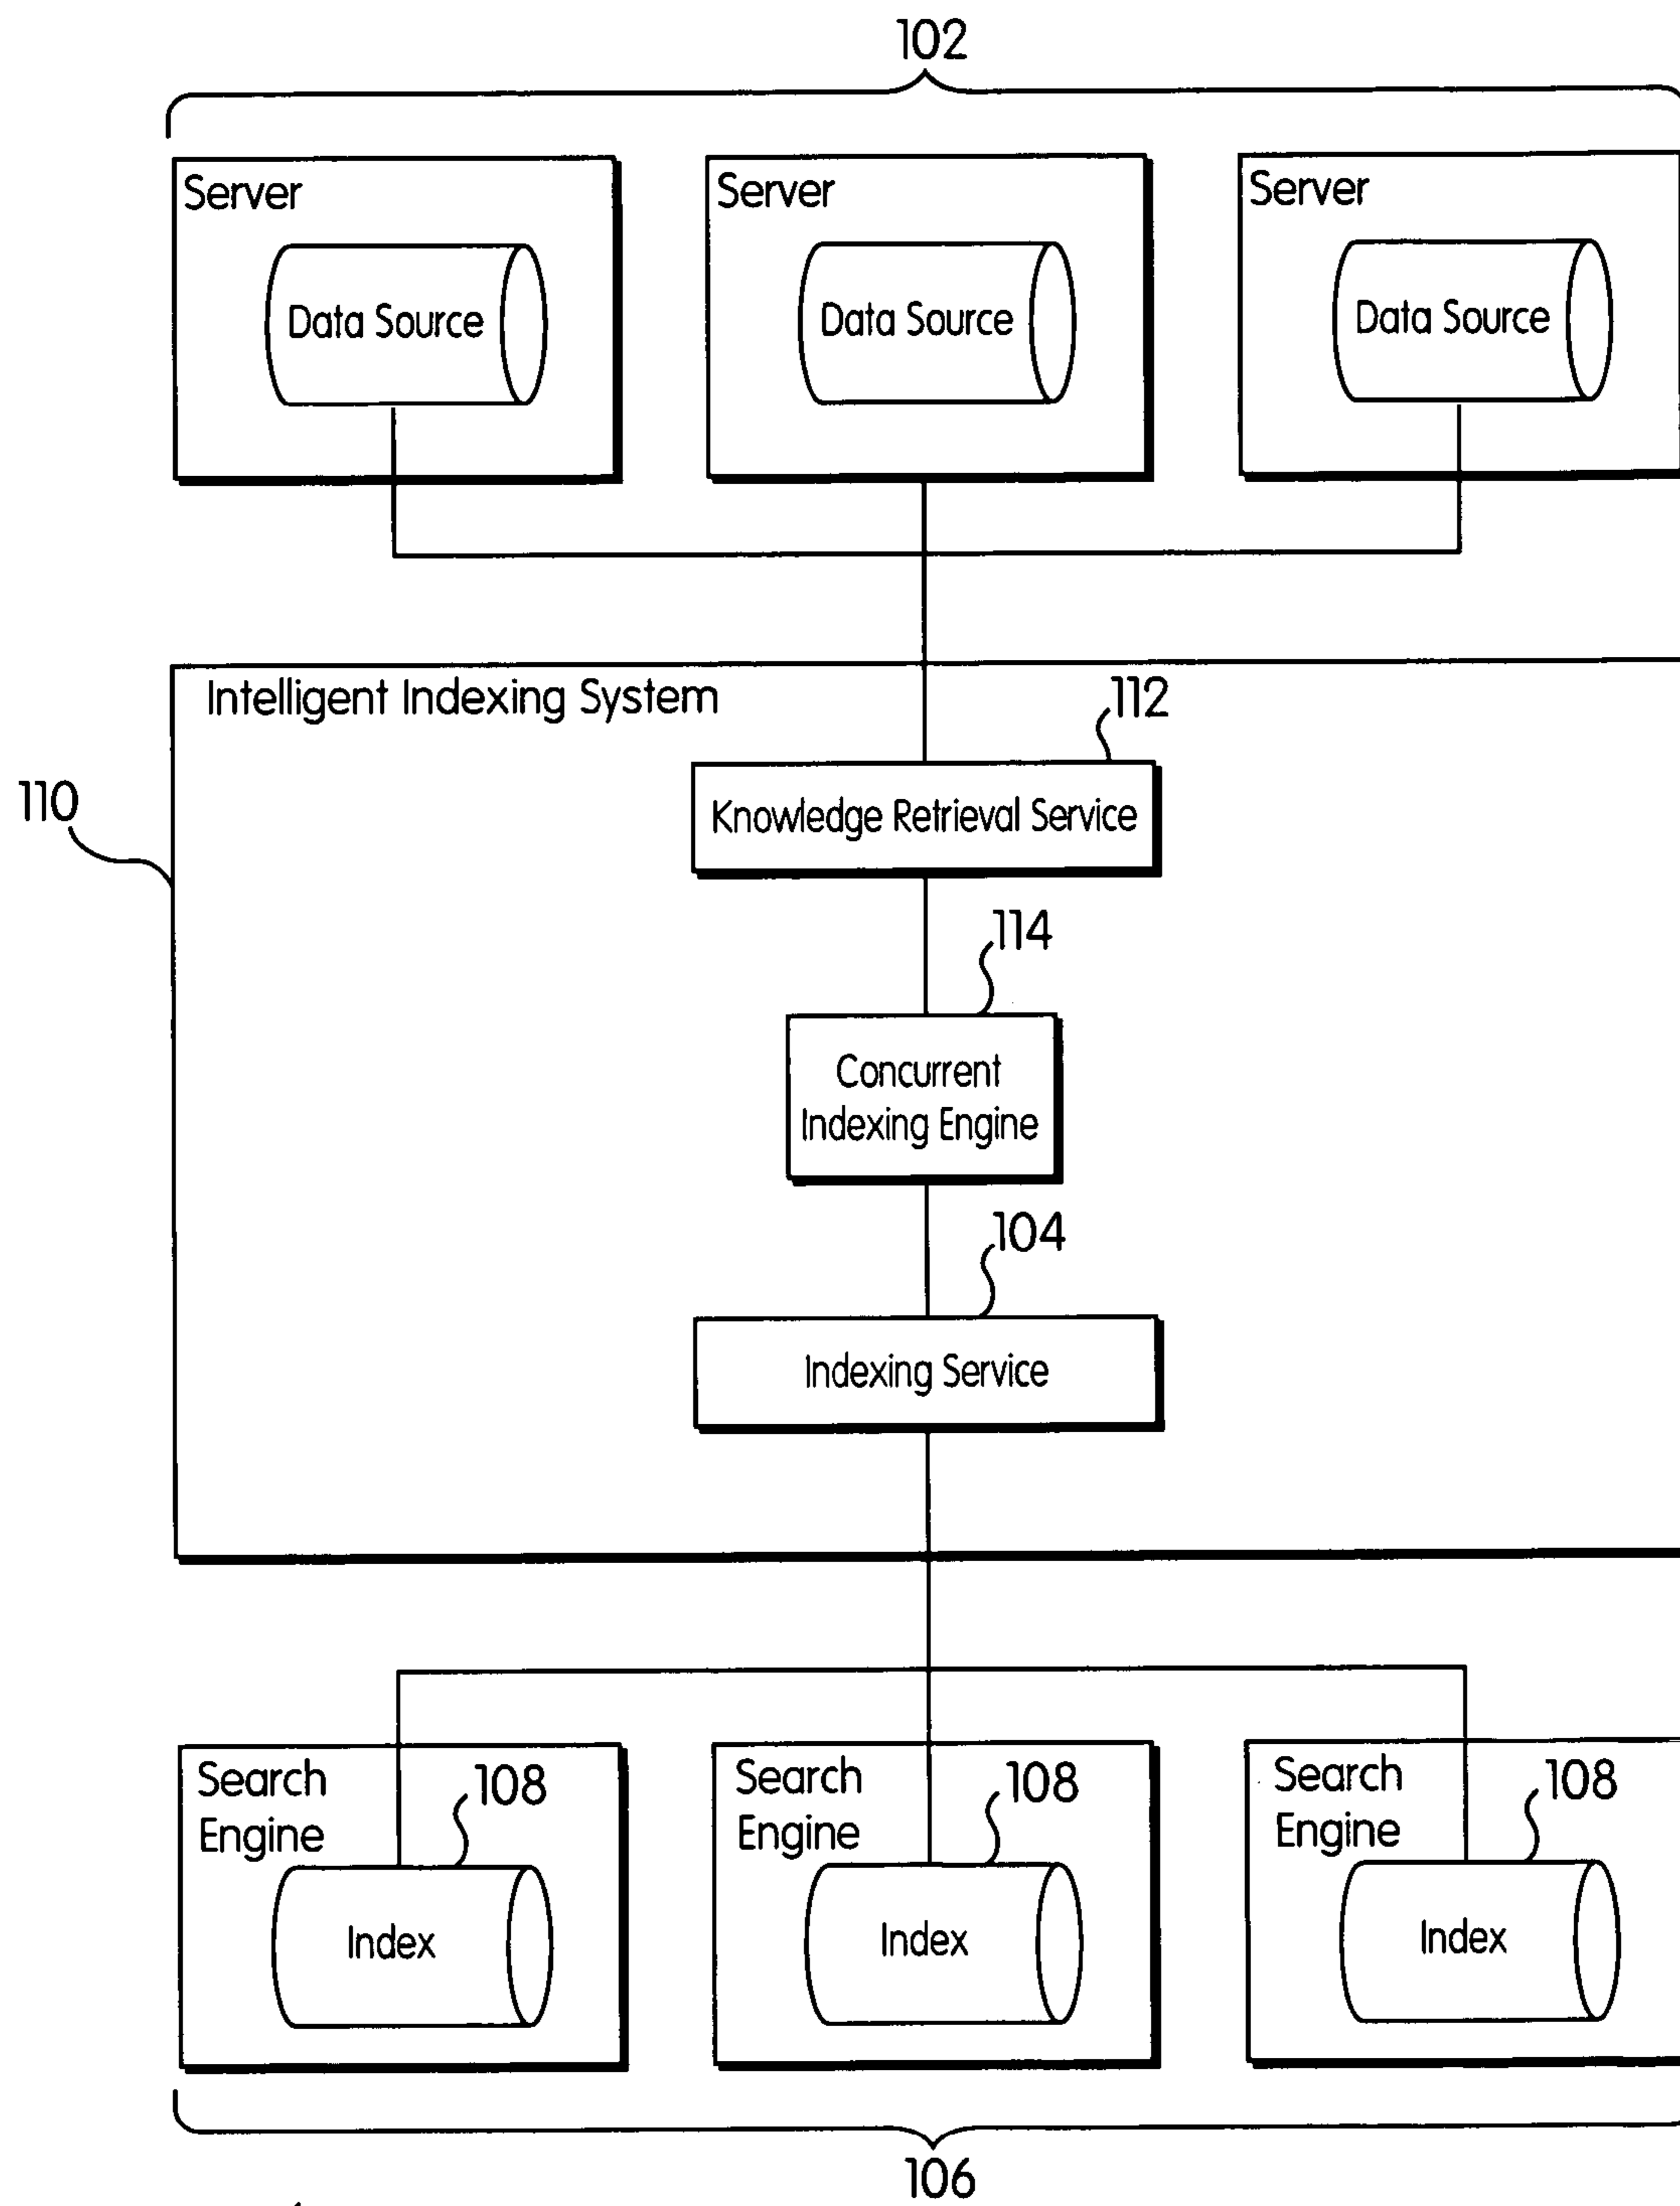 102
Server
Server
Server
Data Source
Data Source
Data Source
Intelligent Indexing System
112
110
Knowledge Retrieval Service
114
Concurrent
Indexing Engine
104
Indexing Service
Search
Engine
108
Search
Engine
108
Search
Engine
108
Index
Index
Index
106